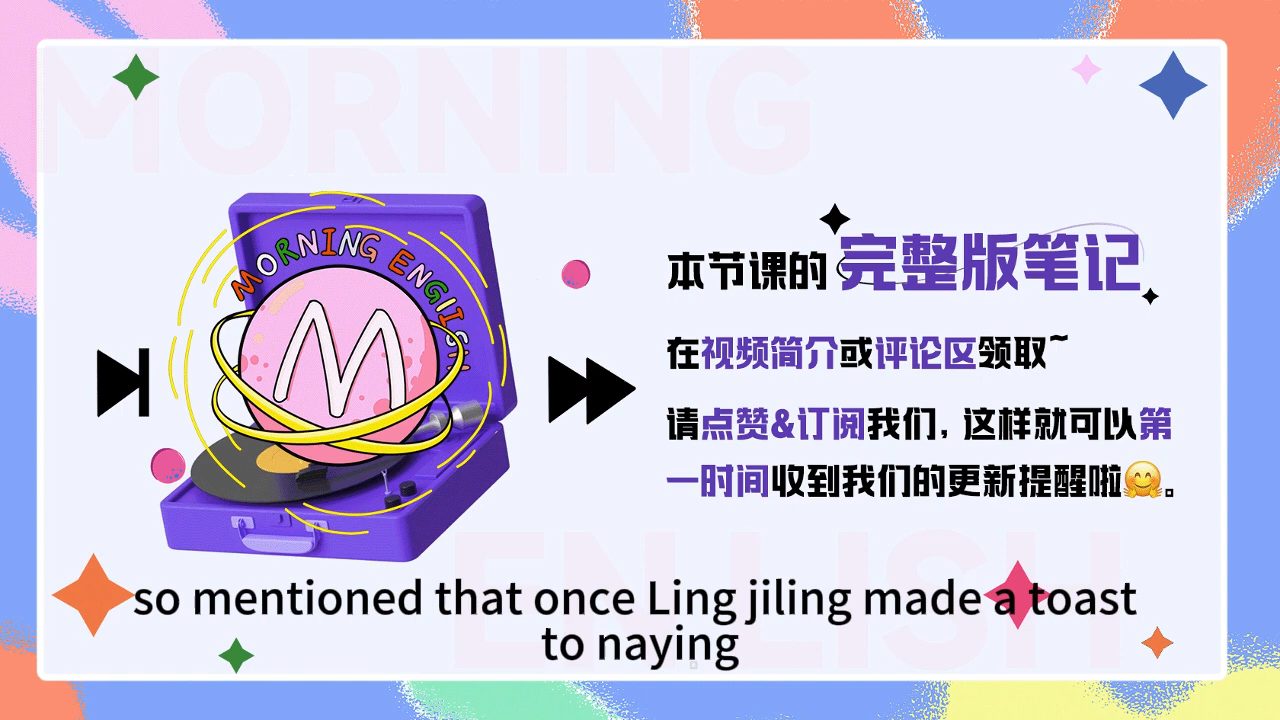 MORNING
MORNING ENGLISH
M
本节课的 完整版笔记
在视频简介或评论区领取~
请点赞&订阅我们, 这样就可以第
一时间收到我们的更新提醒啦🤗。
ENLISH
so mentioned that once Ling jiling made a toast
to naying